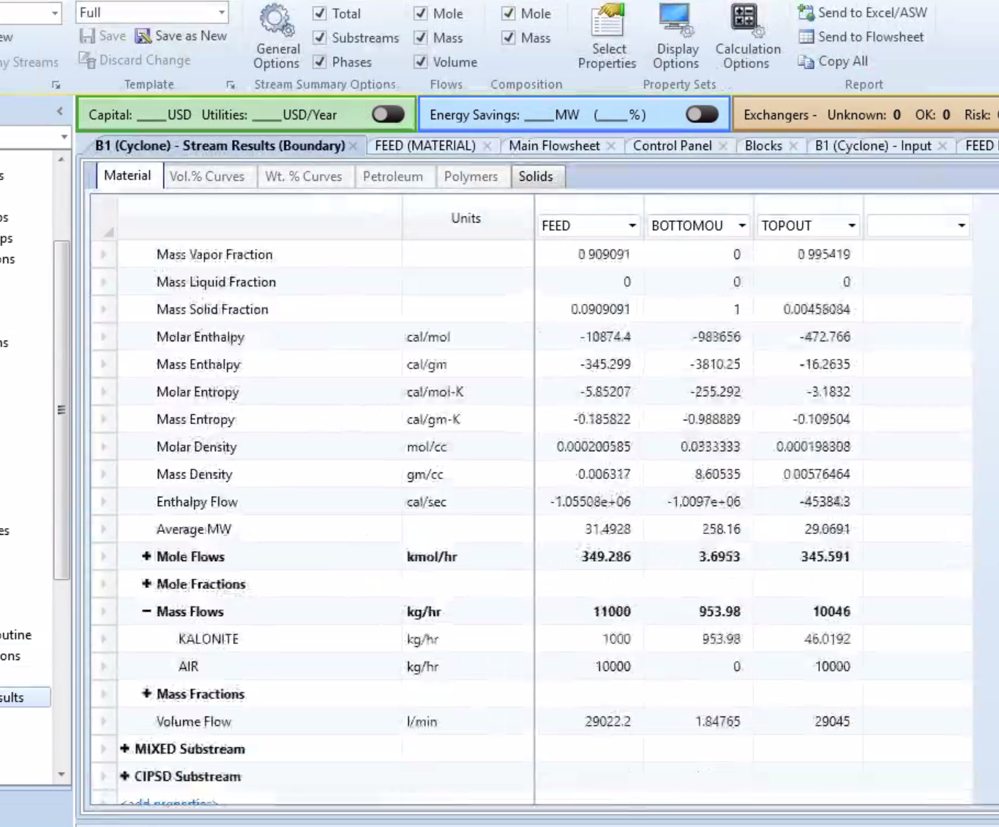 Full
Save Save as New
Discard Change
Template
ew
ny Streams
General Options
Total
Substreams
Phases
Stream Summary Options
Mole
Mass
Volume
Flows
Mole
Mass
Composition
Select Properties
Display Options
Calculation Options
Property Sets
Send to Excel/ASW
Send to Flowsheet
Copy All
Report
Capital: ____USD Utilities: ____USD/Year
Energy Savings: ____MW (____%)
Exchangers - Unknown: 0 OK: 0 Risk: 0
B1 (Cyclone) - Stream Results (Boundary) FEED (MATERIAL) Main Flowsheet Control Panel Blocks B1 (Cyclone) - Input FEED
Material Vol.% Curves Wt. % Curves Petroleum Polymers Solids
s
ps
ps
ons
ns
es
outine
ons
sults
Units FEED BOTTOMOU TOPOUT
Mass Vapor Fraction 0.909091 0 0.995419
Mass Liquid Fraction 0 0 0
Mass Solid Fraction 0.0909091 1 0.00458084
Molar Enthalpy cal/mol -10874.4 -983656 -472.766
Mass Enthalpy cal/gm -345.299 -3810.25 -16.2635
Molar Entropy cal/mol-K -5.85207 -255.292 -3.1832
Mass Entropy cal/gm-K -0.185822 -0.988889 -0.109504
Molar Density mol/cc 0.000200585 0.0333333 0.000198308
Mass Density gm/cc 0.006317 8.60535 0.00576464
Enthalpy Flow cal/sec -1.05508e+06 -1.0097e+06 -45384.3
Average MW 31.4928 258.16 29.0691
+ Mole Flows kmol/hr 349.286 3.6953 345.591
+ Mole Fractions
− Mass Flows kg/hr 11000 953.98 10046
KALONITE kg/hr 1000 953.98 46.0192
AIR kg/hr 10000 0 10000
+ Mass Fractions
Volume Flow l/min 29022.2 1.84765 29045
+ MIXED Substream
+ CIPSD Substream
<add properties>